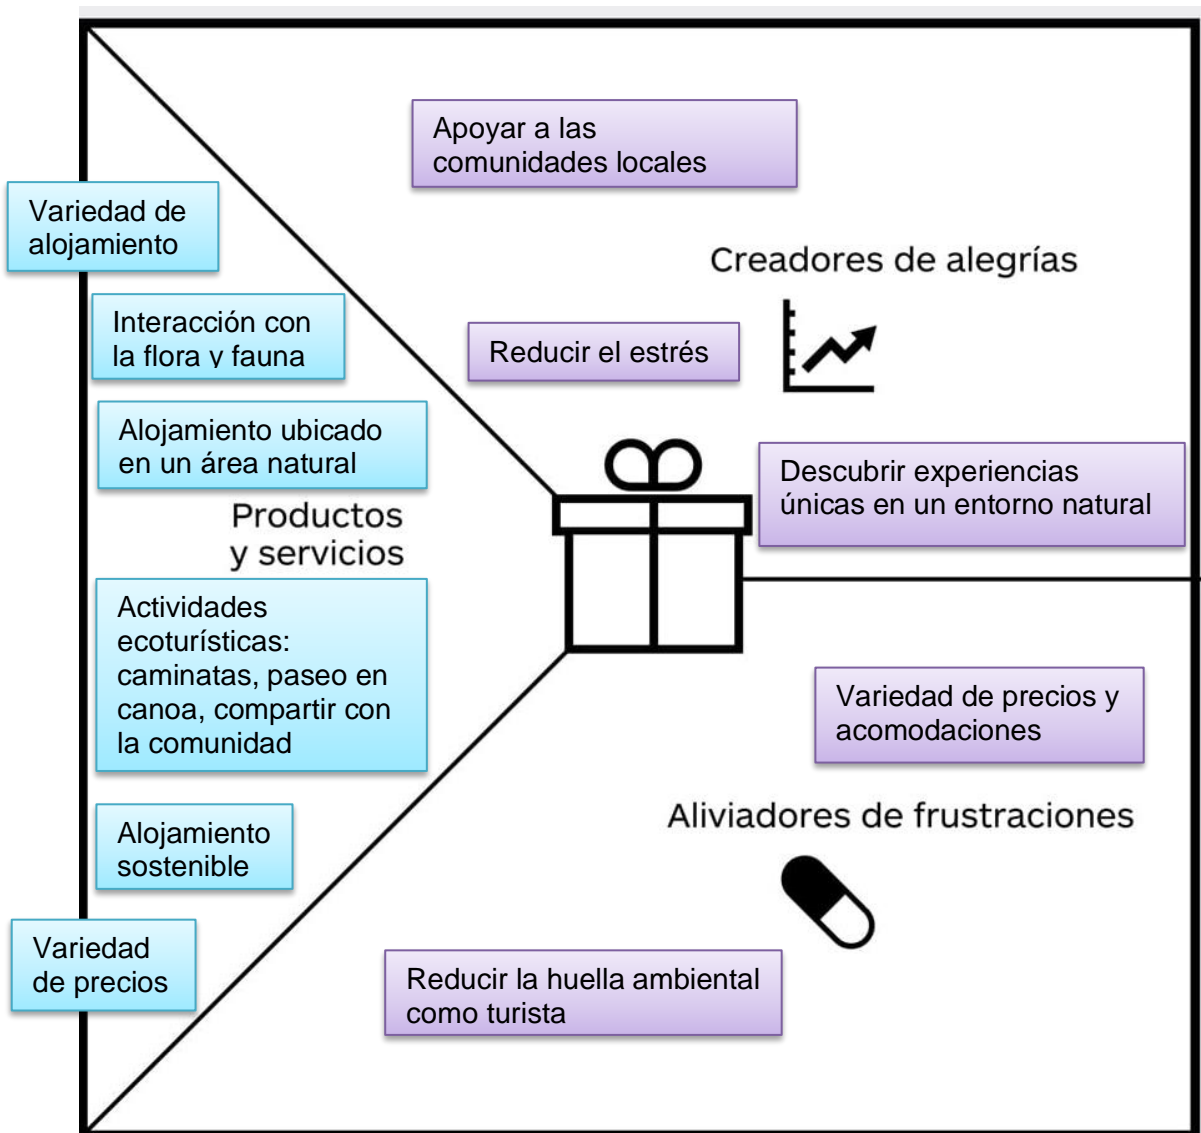 Apoyar a las
comunidades locales
Variedad de
alojamiento
Creadores de alegrías
Interacción con
la flora y fauna
Reducir el estrés
Alojamiento ubicado
en un área natural
Descubrir experiencias
únicas en un entorno natural
Productos
y servicios
Actividades
ecoturísticas:
caminatas, paseo en
canoa, compartir con
la comunidad
Variedad de precios y
acomodaciones
Aliviadores de frustraciones
Alojamiento
sostenible
Variedad
de precios
Reducir la huella ambiental
como turista